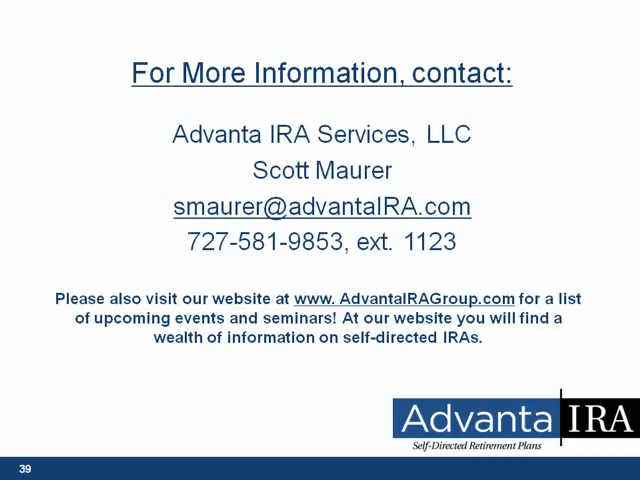 For More Information, contact:
Advanta IRA Services, LLC
Scott Maurer
smaurer@advantaIRA.com
727-581-9853, ext. 1123
Please also visit our website at www. AdvantaIRAGroup.com for a list
of upcoming events and seminars! At our website you will find a
wealth of information on self-directed IRAs.
Advanta IRA
Self-Directed Retirement Plans
39